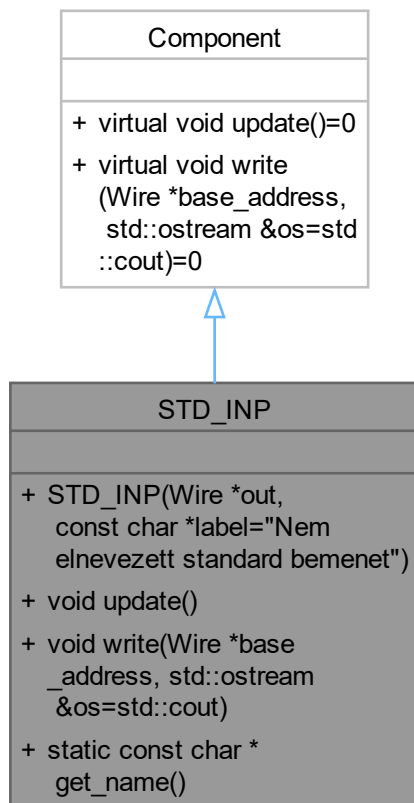 Component
+ virtual void update()=0
+ virtual void write
(Wire *base_address,
std::ostream &os=std
::cout)=0
STD_INP
+ STD_INP(Wire *out,
const char *label="Nem
elnevezett standard bemenet")
+ void update()
+ void write(Wire *base
_address, std::ostream
&os=std::cout)
+ static const char *
get_name()